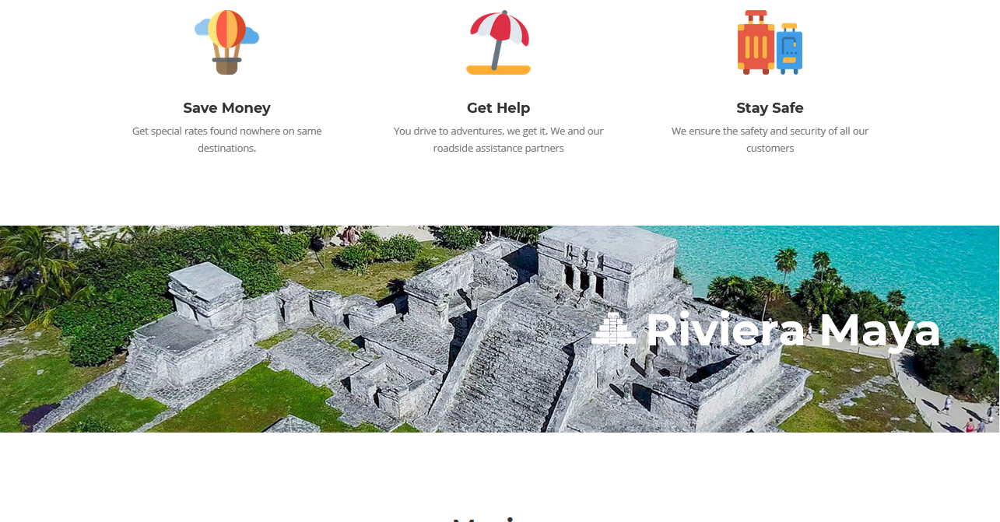 Save Money
Get special rates found nowhere on same
destinations.
Get Help
You drive to adventures, we get it. We and our
roadside assistance partners
Stay Safe
We ensure the safety and security of all our
customers
Riviera Maya